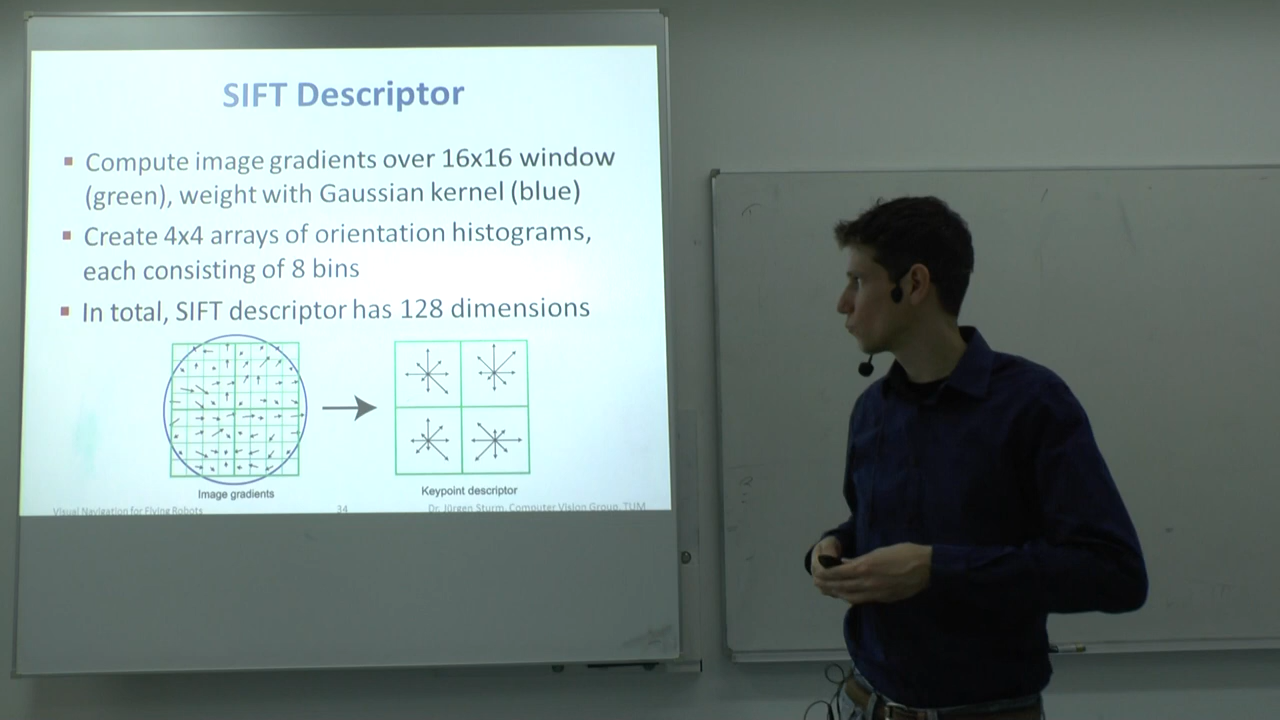 SIFT Descriptor
▪ Compute image gradients over 16x16 window
(green), weight with Gaussian kernel (blue)
▪ Create 4x4 arrays of orientation histograms,
each consisting of 8 bins
▪ In total, SIFT descriptor has 128 dimensions
Image gradients
Keypoint descriptor
Visual Navigation for Flying Robots
34
Dr. Jürgen Sturm, Computer Vision Group, TUM